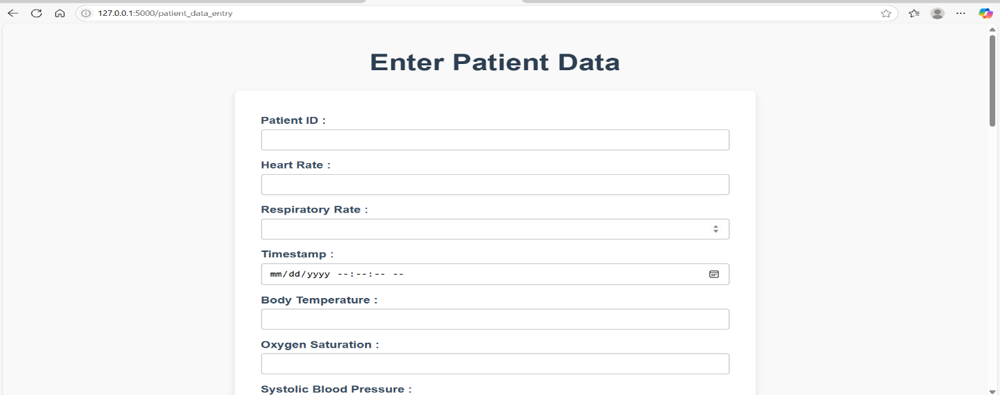 127.0.0.1:5000/patient_data_entry
Enter Patient Data
Patient ID :
Heart Rate :
Respiratory Rate :
Timestamp :
mm/dd/yyyy --:--:-- --
Body Temperature :
Oxygen Saturation :
Systolic Blood Pressure :